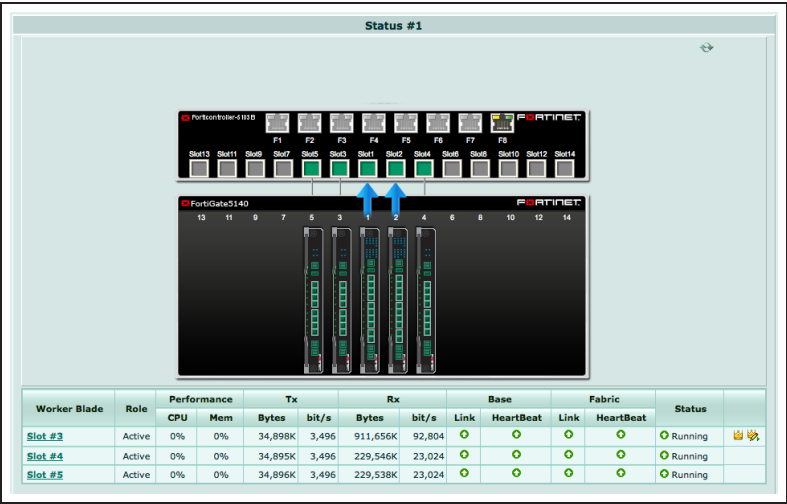 Status #1
Forticontroller-5103B
FORTINET
F1 F2 F3 F4 F5 F6 F7 F8
Slot13 Slot11 Slot9 Slot7 Slot5 Slot3 Slot1 Slot2 Slot4 Slot6 Slot8 Slot10 Slot12 Slot14
FortiGate5140
FORTINET
13 11 9 7 5 3 1 2 4 6 8 10 12 14
Worker Blade Role Performance Tx Rx Base Fabric Status
CPU Mem Bytes bit/s Bytes bit/s Link HeartBeat Link HeartBeat
Slot #3 Active 0% 0% 34,898K 3,496 911,656K 92,804 Running
Slot #4 Active 0% 0% 34,895K 3,496 229,546K 23,024 Running
Slot #5 Active 0% 0% 34,896K 3,496 229,538K 23,024 Running